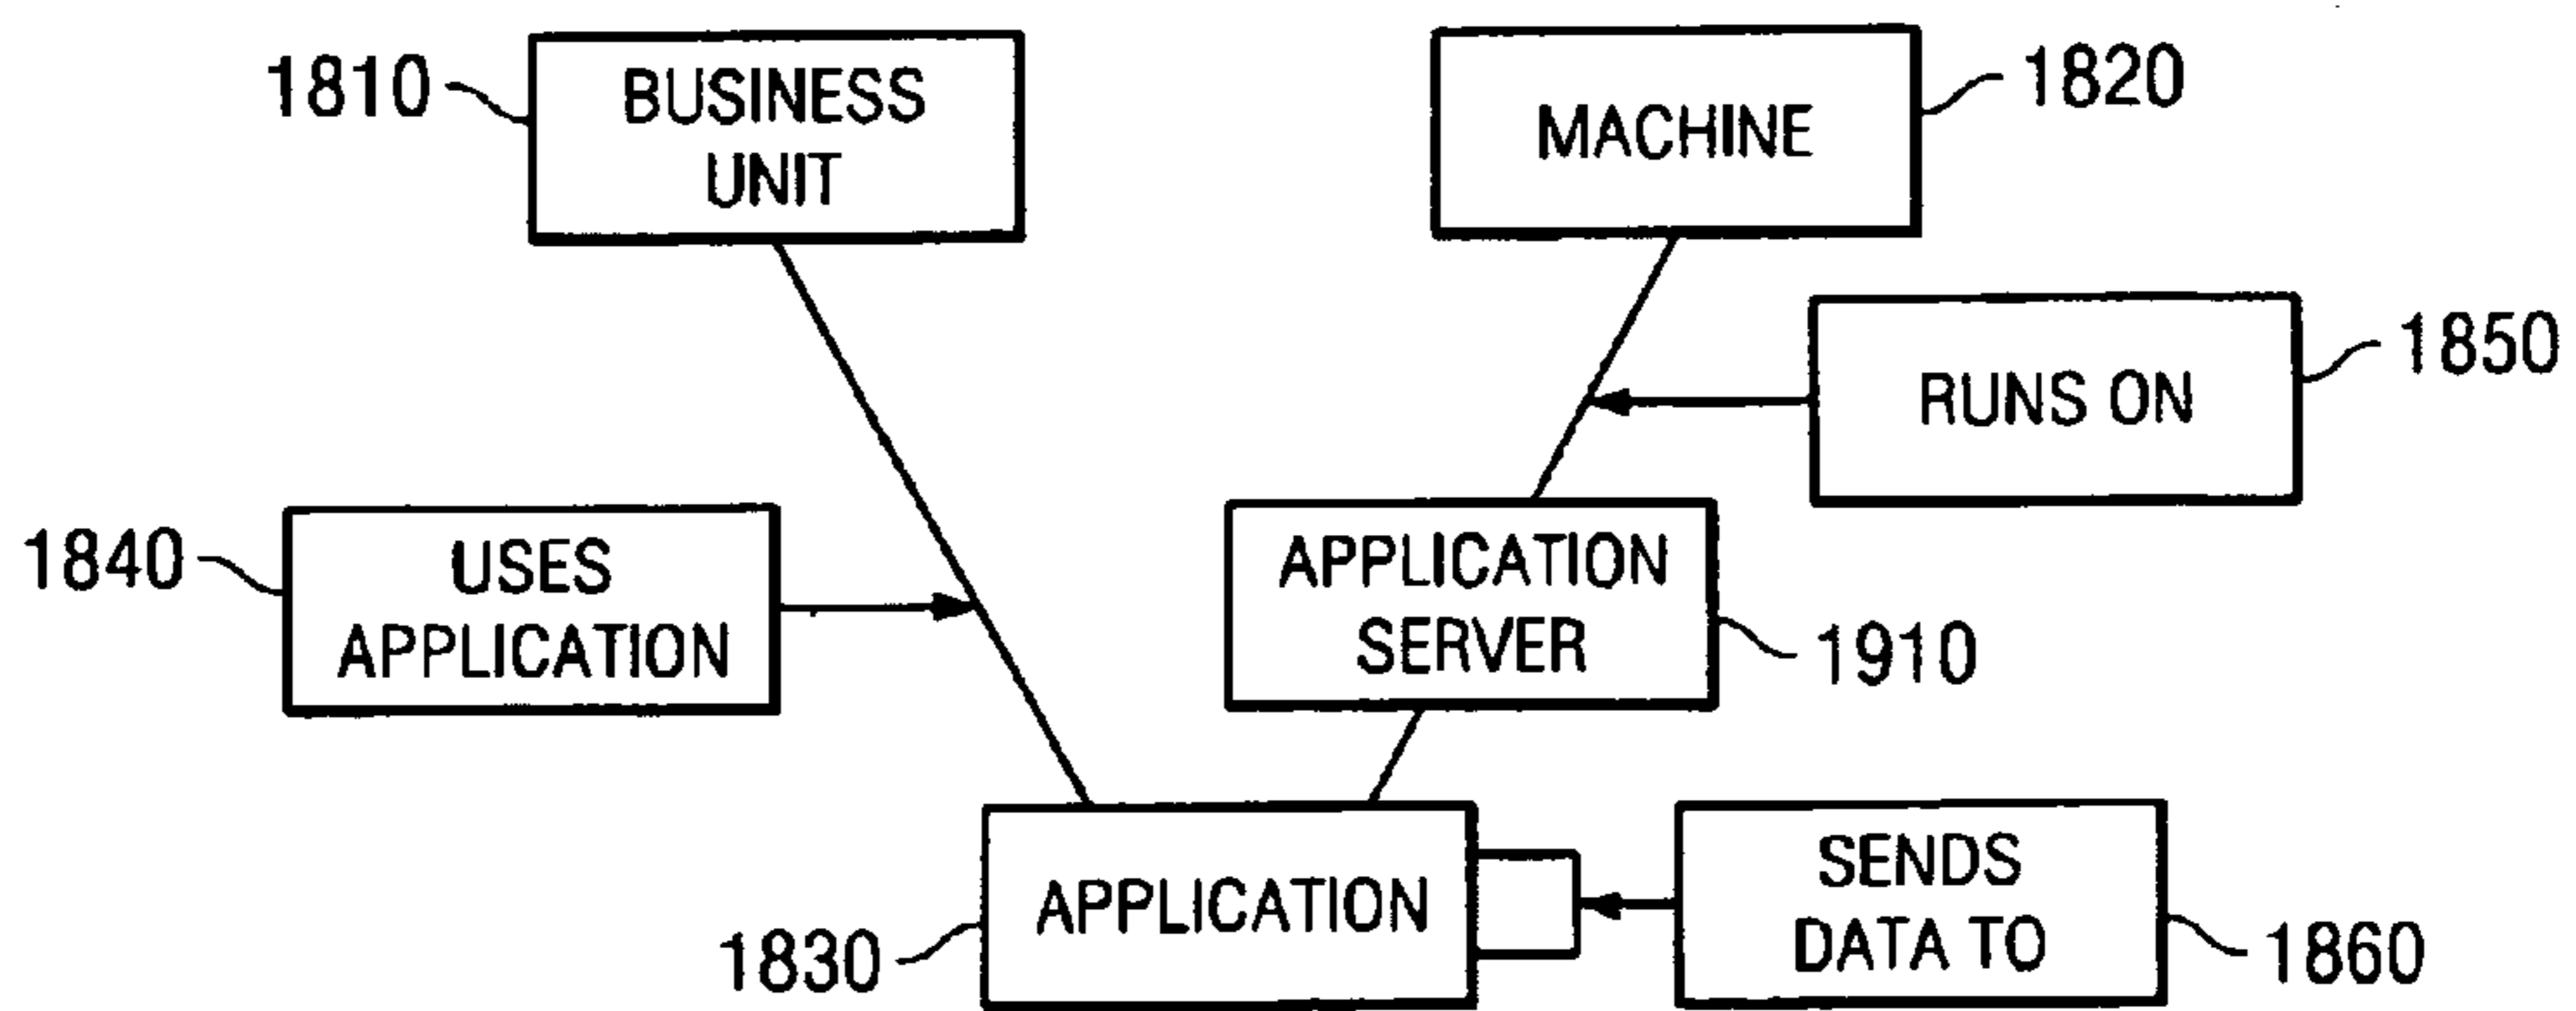 1810
BUSINESS
UNIT
MACHINE
1820
RUNS ON
1850
1840
USES
APPLICATION
APPLICATION
SERVER
1910
1830
APPLICATION
SENDS
DATA TO
1860